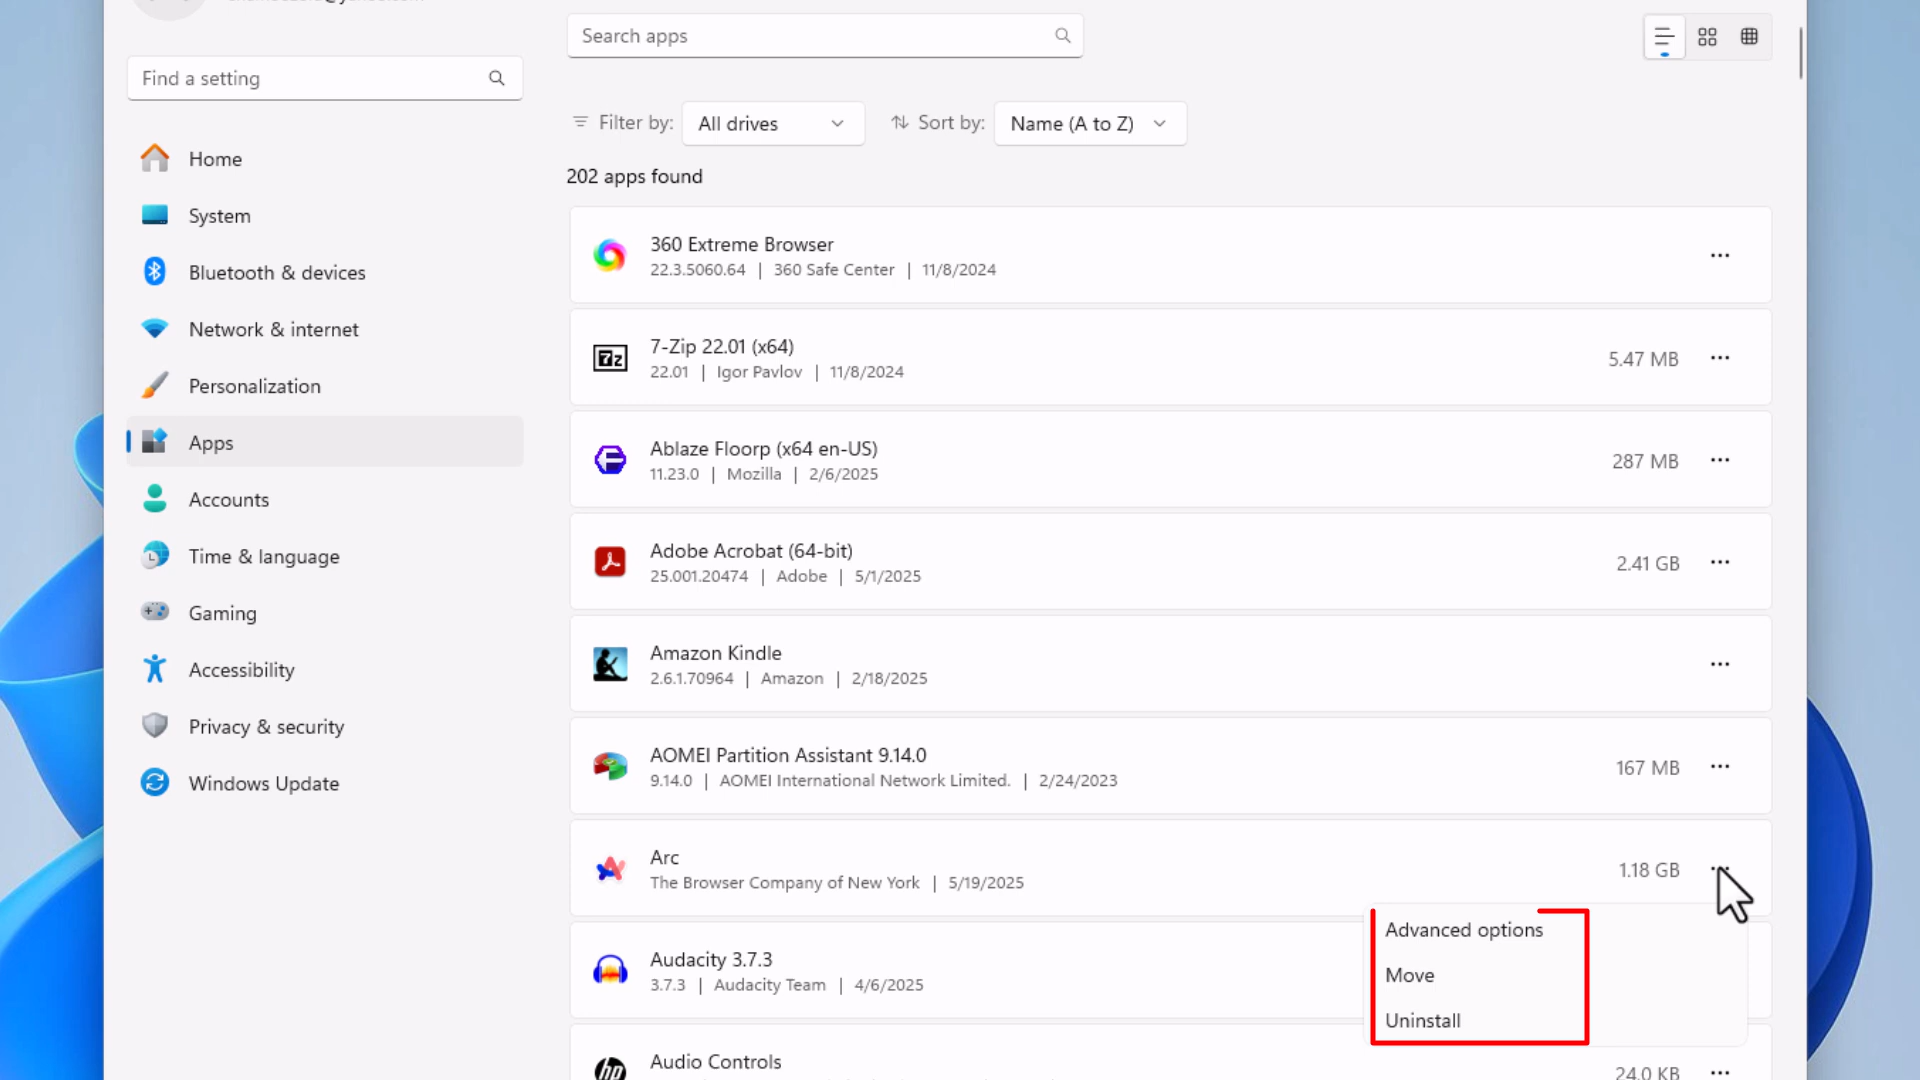 Search apps
Find a setting
Filter by: All drives Sort by: Name (A to Z)
202 apps found
Home
System
Bluetooth & devices
Network & internet
Personalization
Apps
Accounts
Time & language
Gaming
Accessibility
Privacy & security
Windows Update
360 Extreme Browser
22.3.5060.64 | 360 Safe Center | 11/8/2024
7-Zip 22.01 (x64)
22.01 | Igor Pavlov | 11/8/2024
5.47 MB
Ablaze Floorp (x64 en-US)
11.23.0 | Mozilla | 2/6/2025
287 MB
Adobe Acrobat (64-bit)
25.001.20474 | Adobe | 5/1/2025
2.41 GB
Amazon Kindle
2.6.1.70964 | Amazon | 2/18/2025
AOMEI Partition Assistant 9.14.0
9.14.0 | AOMEI International Network Limited. | 2/24/2023
167 MB
Arc
The Browser Company of New York | 5/19/2025
1.18 GB
Advanced options
Move
Uninstall
Audacity 3.7.3
3.7.3 | Audacity Team | 4/6/2025
Audio Controls
24.0 KB